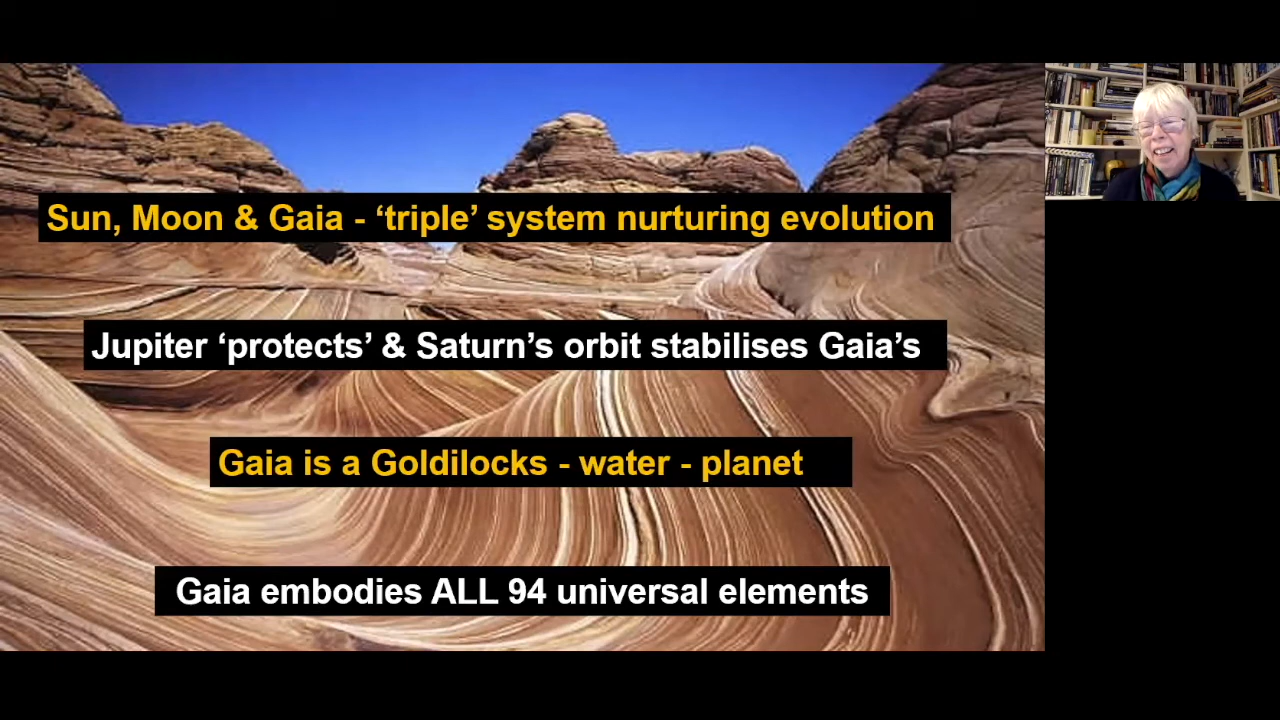 Sun, Moon & Gaia - ‘triple’ system nurturing evolution
Jupiter ‘protects’ & Saturn’s orbit stabilises Gaia’s
Gaia is a Goldilocks - water - planet
Gaia embodies ALL 94 universal elements